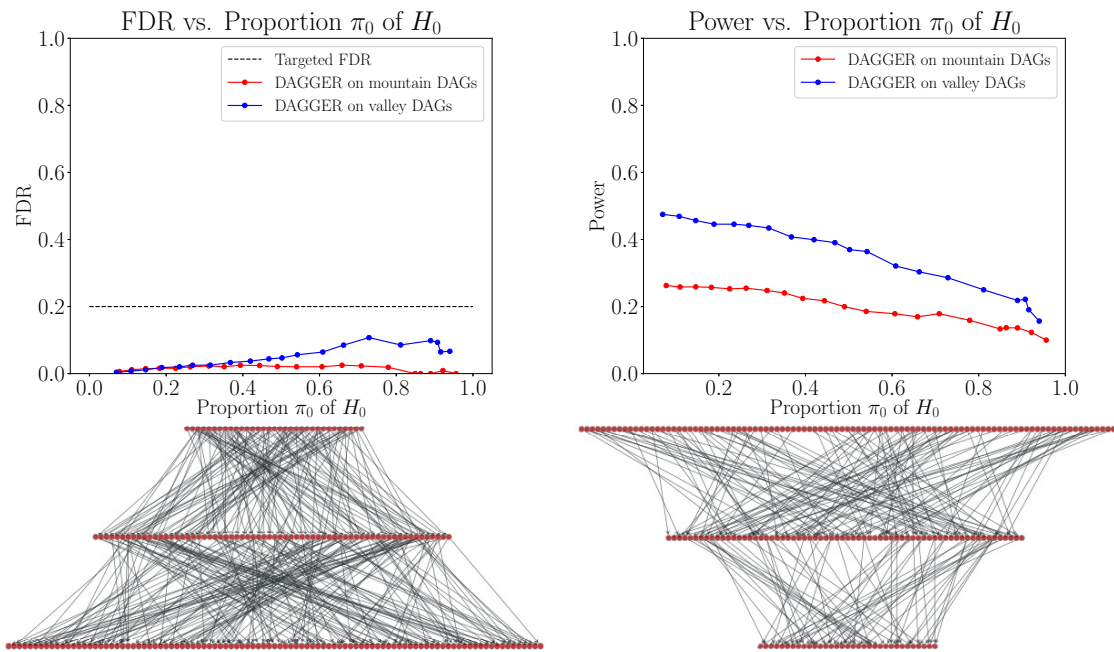 FDR vs. Proportion π₀ of H₀
1.0
0.8
0.6
0.4
0.2
0.0
FDR
Targeted FDR
DAGGER on mountain DAGs
DAGGER on valley DAGs
0.0 0.2 0.4 0.6 0.8 1.0
Proportion π₀ of H₀
Power vs. Proportion π₀ of H₀
1.0
0.8
0.6
0.4
0.2
0.0
Power
DAGGER on mountain DAGs
DAGGER on valley DAGs
0.2 0.4 0.6 0.8 1.0
Proportion π₀ of H₀